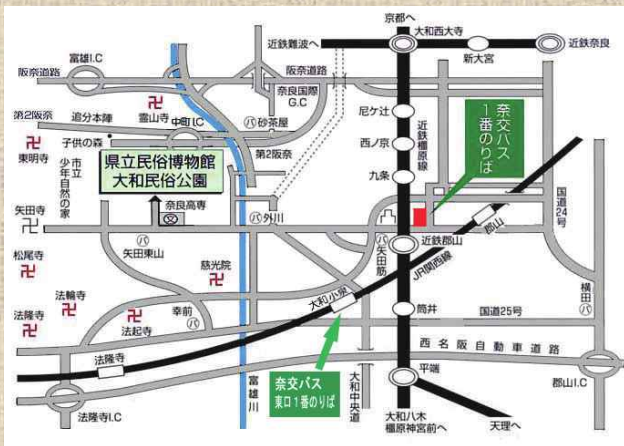 京都へ
大和西大寺
近鉄難波へ
新大宮
近鉄奈良
富雄I.C
阪奈道路
阪奈道路
奈良国際
G.C
第2阪奈
追分本陣
霊山寺
中町I.C
バ 砂茶屋
子供の森
第2阪奈
東明寺
市立
少年自然の家
県立民俗博物館
大和民俗公園
尼ケ辻
西ノ京
九条
近鉄橿原線
奈交バス
1番のりば
国道24号
奈良高専
文
バ 外川
矢田寺
バ
矢田東山
バ 矢田筋
近鉄郡山
郡山
JR関西線
松尾寺
慈光院
法輪寺
法隆寺
法起寺
幸前
バ
大和小泉
筒井
国道25号
横田
バ
西名阪自動車道路
法隆寺
奈交バス
東口1番のりば
富雄川
大和中央道
平端
郡山I.C
法隆寺I.C
大和八木
橿原神宮前へ
天理へ